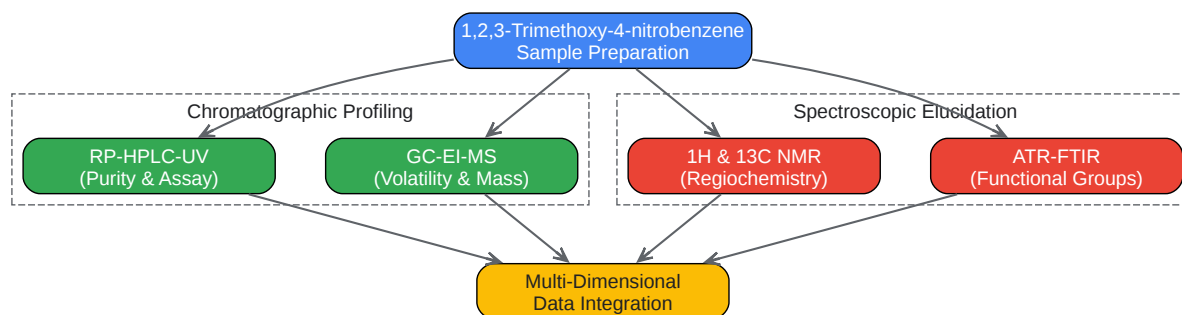 1,2,3-Trimethoxy-4-nitrobenzene
Sample Preparation
Chromatographic Profiling
Spectroscopic Elucidation
RP-HPLC-UV
(Purity & Assay)
GC-EI-MS
(Volatility & Mass)
1H & 13C NMR
(Regiochemistry)
ATR-FTIR
(Functional Groups)
Multi-Dimensional
Data Integration